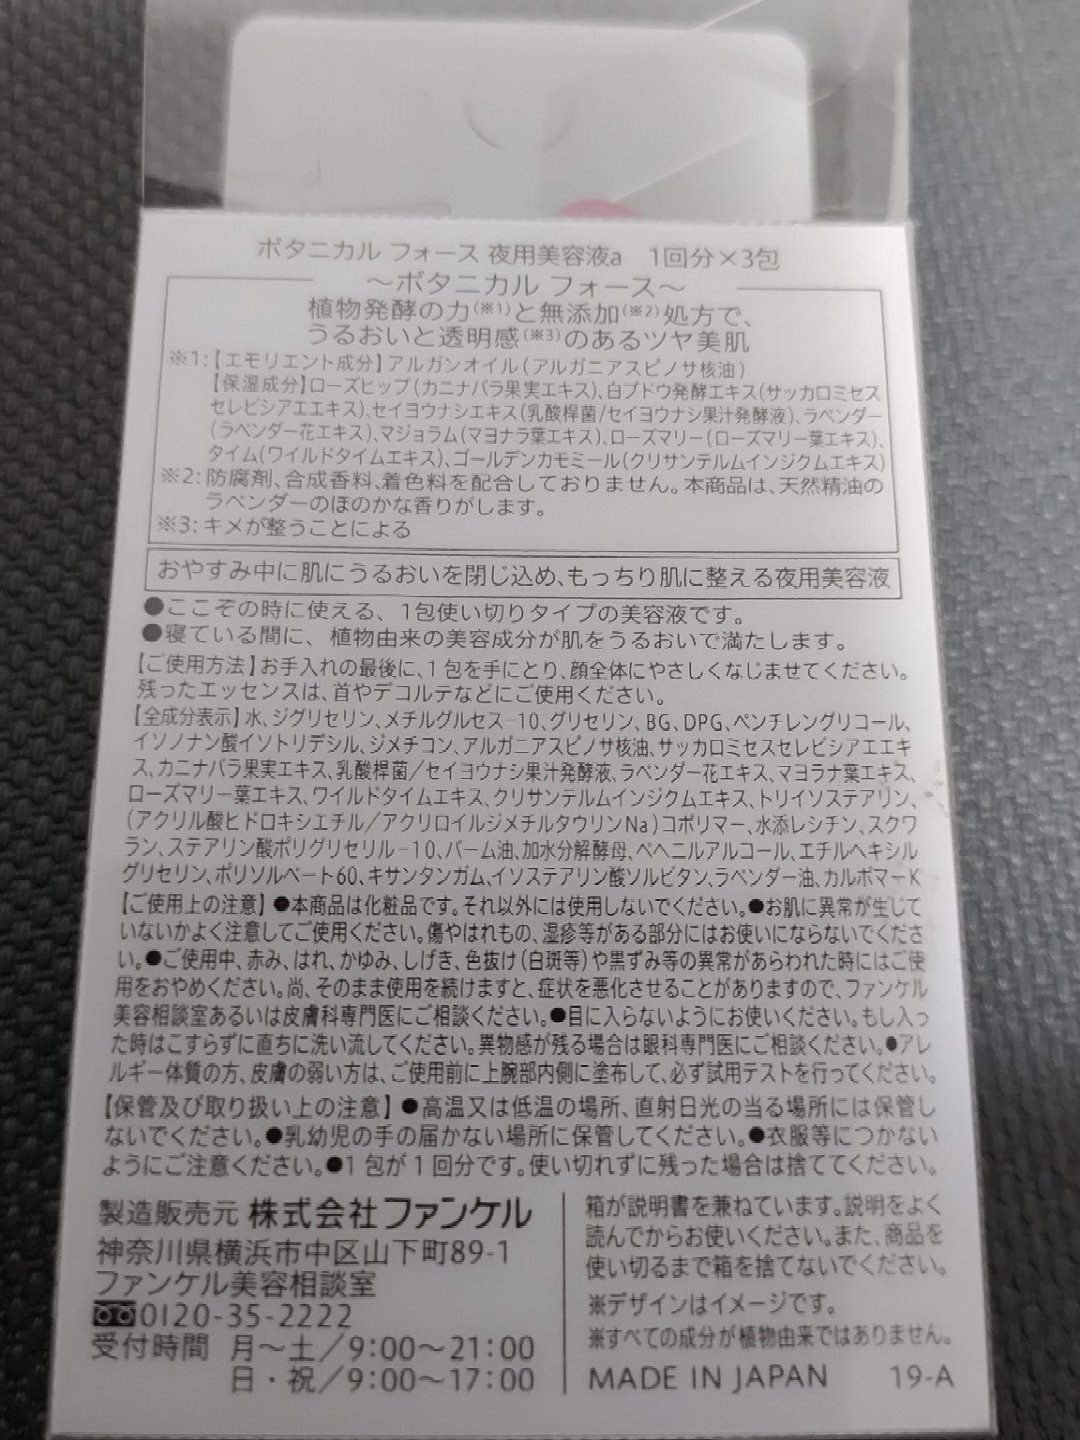 ボタニカル フォース 夜用美容液a　1回分×3包
〜ボタニカル フォース〜
植物発酵の力(※1)と無添加(※2)処方で、
うるおいと透明感(※3)のあるツヤ美肌
※1:【エモリエント成分】アルガンオイル(アルガニアスピノサ核油)
【保湿成分】ローズヒップ(カニナバラ果実エキス)、白ブドウ発酵エキス(サッカロミセス
セレビシアエエキス)、セイヨウナシエキス(乳酸桿菌/セイヨウナシ果汁発酵液)、ラベンダー
(ラベンダー花エキス)、マジョラム(マヨナラ葉エキス)、ローズマリー(ローズマリー葉エキス)、
タイム(ワイルドタイムエキス)、ゴールデンカモミール(クリサンテルムインジクムエキス)
※2:防腐剤、合成香料、着色料を配合しておりません。本商品は、天然精油の
ラベンダーのほのかな香りがします。
※3:キメが整うことによる
おやすみ中に肌にうるおいを閉じ込め、もっちり肌に整える夜用美容液
●ここぞの時に使える、1包使い切りタイプの美容液です。
●寝ている間に、植物由来の美容成分が肌をうるおいで満たします。
【ご使用方法】お手入れの最後に、1包を手にとり、顔全体にやさしくなじませてください。
残ったエッセンスは、首やデコルテなどにご使用ください。
【全成分表示】水、ジグリセリン、メチルグルセス-10、グリセリン、BG、DPG、ペンチレングリコール、
イソノナン酸イソトリデシル、ジメチコン、アルガニアスピノサ核油、サッカロミセスセレビシアエエキ
ス、カニナバラ果実エキス、乳酸桿菌/セイヨウナシ果汁発酵液、ラベンダー花エキス、マヨラナ葉エキス、
ローズマリー葉エキス、ワイルドタイムエキス、クリサンテルムインジクムエキス、トリイソステアリン、
(アクリル酸ヒドロキシエチル/アクリロイルジメチルタウリンNa)コポリマー、水添レシチン、スクワ
ラン、ステアリン酸ポリグリセリル-10、パーム油、加水分解酵母、ベヘニルアルコール、エチルヘキシル
グリセリン、ポリソルベート60、キサンタンガム、イソステアリン酸ソルビタン、ラベンダー油、カルボマーK
【ご使用上の注意】●本商品は化粧品です。それ以外には使用しないでください。●お肌に異常が生じて
いないかよく注意してご使用ください。傷やはれもの、湿疹等がある部分にはお使いにならないでくださ
い。●ご使用中、赤み、はれ、かゆみ、しげき、色抜け(白斑等)や黒ずみ等の異常があらわれた時にはご使
用をおやめください。尚、そのまま使用を続けますと、症状を悪化させることがありますので、ファンケル
美容相談室あるいは皮膚科専門医にご相談ください。●目に入らないようにお使いください。もし入っ
た時はこすらずに直ちに洗い流してください。異物感が残る場合は眼科専門医にご相談ください。●アレ
ルギー体質の方、皮膚の弱い方は、ご使用前に上腕部内側に塗布して、必ず試用テストを行ってください。
【保管及び取り扱い上の注意】●高温又は低温の場所、直射日光の当る場所には保管し
ないでください。●乳幼児の手の届かない場所に保管してください。●衣服等につかない
ようにご注意ください。●1包が1回分です。使い切れずに残った場合は捨ててください。
製造販売元 株式会社ファンケル
神奈川県横浜市中区山下町89-1
ファンケル美容相談室
0120-35-2222
受付時間　月〜土/9:00〜21:00
日・祝/9:00〜17:00
箱が説明書を兼ねています。説明をよく
読んでからお使いください。また、商品を
使い切るまで箱を捨てないでください。
※デザインはイメージです。
※すべての成分が植物由来ではありません。
MADE IN JAPAN　19-A